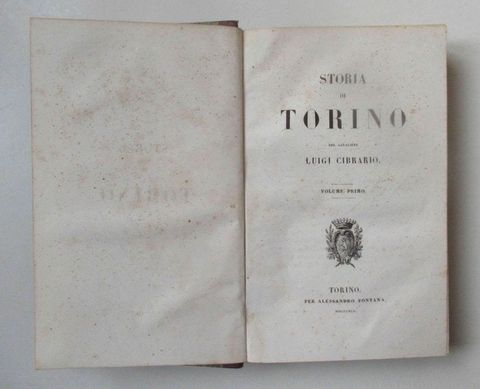 STORIA
DI
TORINO
DEL CAVALIERE
LUIGI CIBRARIO.
VOLUME PRIMO.
TORINO,
PER ALESSANDRO FONTANA.